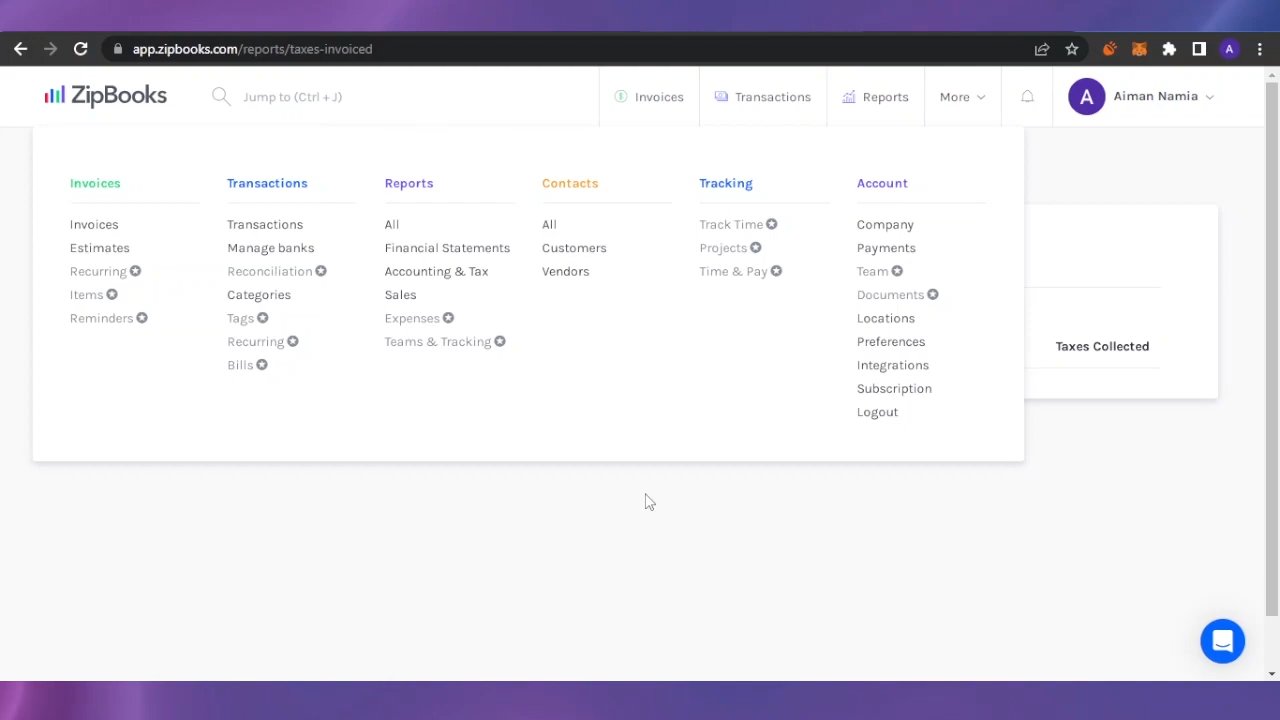 app.zipbooks.com/reports/taxes-invoiced
A
ZipBooks
Jump to (Ctrl + J)
Invoices
Transactions
Reports
More
A
Aiman Namia
Invoices
Invoices
Estimates
Recurring
Items
Reminders
Transactions
Transactions
Manage banks
Reconciliation
Categories
Tags
Recurring
Bills
Reports
All
Financial Statements
Accounting & Tax
Sales
Expenses
Teams & Tracking
Contacts
All
Customers
Vendors
Tracking
Track Time
Projects
Time & Pay
Account
Company
Payments
Team
Documents
Locations
Preferences
Integrations
Subscription
Logout
Taxes Collected